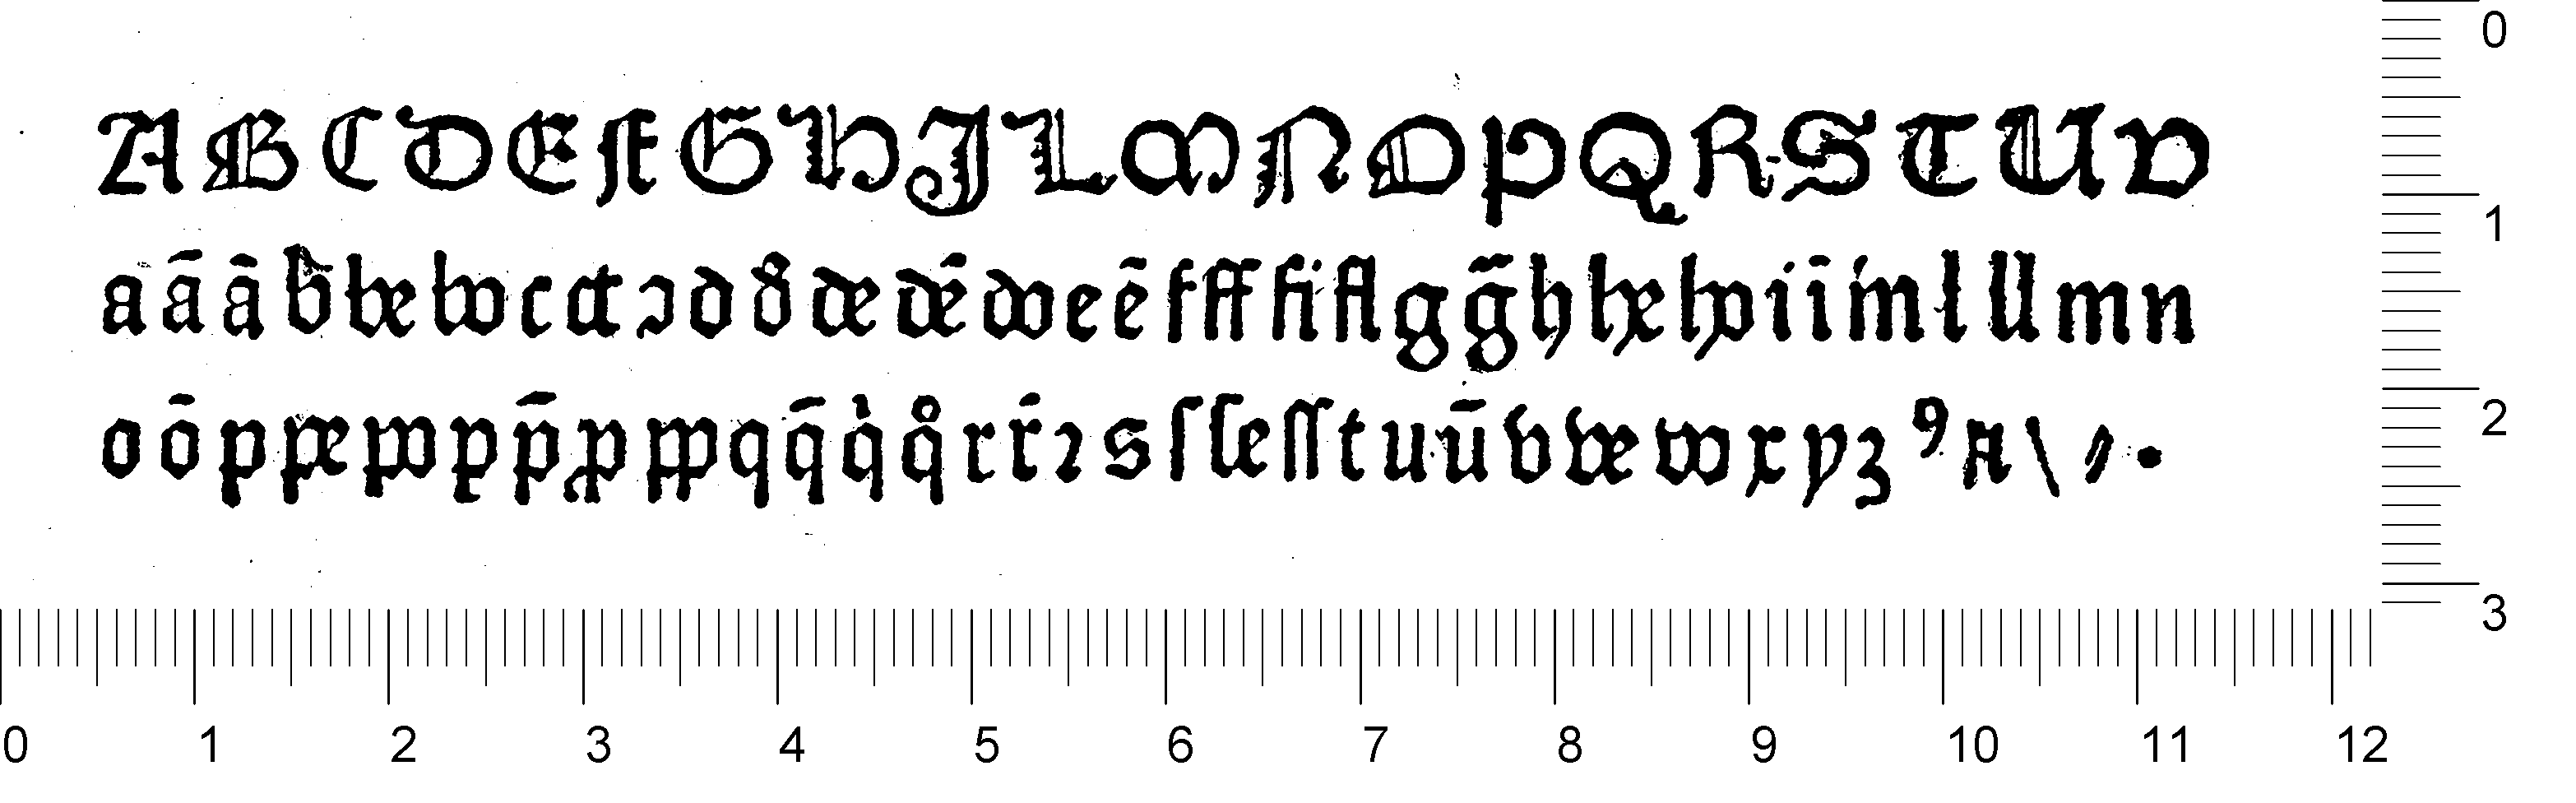 A B C D E F G H J L M N O P Q R S T U V
a ā â b̄ be bo c ct ɔ d d̊ de dē do e ē f ff fi fl g ḡ h he ho i ī í m l ll m n
o ō p pe po ꝑ p̄ ꝓ pp q q̄ q̇ q̊ r ŕ ꝛ s ſ ſe ſſ t u ū v ve vo x y z ꝰ \ ⸗ .
0
1
2
3
0 1 2 3 4 5 6 7 8 9 10 11 12